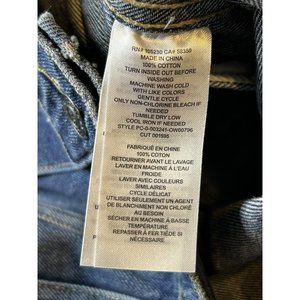 RN# 105230 CA# 58350
MADE IN CHINA
100% COTTON
TURN INSIDE OUT BEFORE
WASHING
MACHINE WASH COLD
WITH LIKE COLORS
GENTLE CYCLE
ONLY NON-CHLORINE BLEACH IF
NEEDED
TUMBLE DRY LOW
COOL IRON IF NEEDED
STYLE PC-0-003241-OW00796
CUT 001595
FABRIQUÉ EN CHINE
100% COTON
RETOURNER AVANT LE LAVAGE
LAVER EN MACHINE À L'EAU
FROIDE
LAVER AVEC COULEURS
SIMILAIRES
CYCLE DÉLICAT
UTILISER SEULEMENT UN AGENT
DE BLANCHIMENT NON CHLORÉ
AU BESOIN
SÉCHER EN MACHINE À BASSE
TEMPÉRATURE
REPASSER À FER TIÈDE SI
NÉCESSAIRE